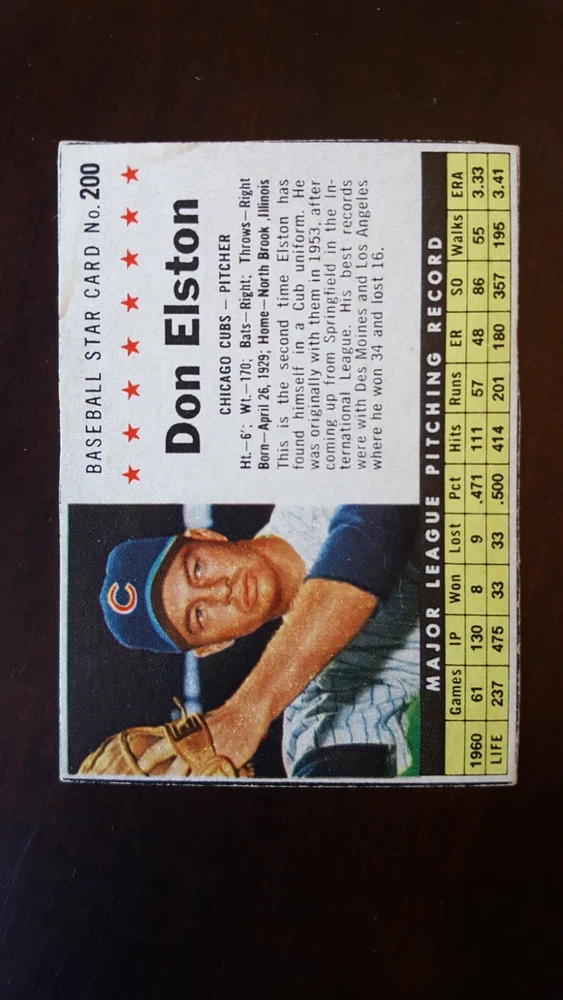 BASEBALL STAR CARD No. 200
★ ★ ★ ★ ★ ★ ★
Don Elston
CHICAGO CUBS — PITCHER
Ht.—6'; Wt.—170; Bats—Right; Throws—Right
Born—April 26, 1929; Home—North Brook ,Illinois
This is the second time Elston has
found himself in a Cub uniform. He
was originally with them in 1953, after
coming up from Springfield in the In-
ternational League. His best records
were with Des Moines and Los Angeles
where he won 34 and lost 16.
C
MAJOR LEAGUE PITCHING RECORD
Games IP Won Lost Pct Hits Runs ER SO Walks ERA
1960 61 130 8 9 .471 111 57 48 86 55 3.33
LIFE 237 475 33 33 .500 414 201 180 357 195 3.41